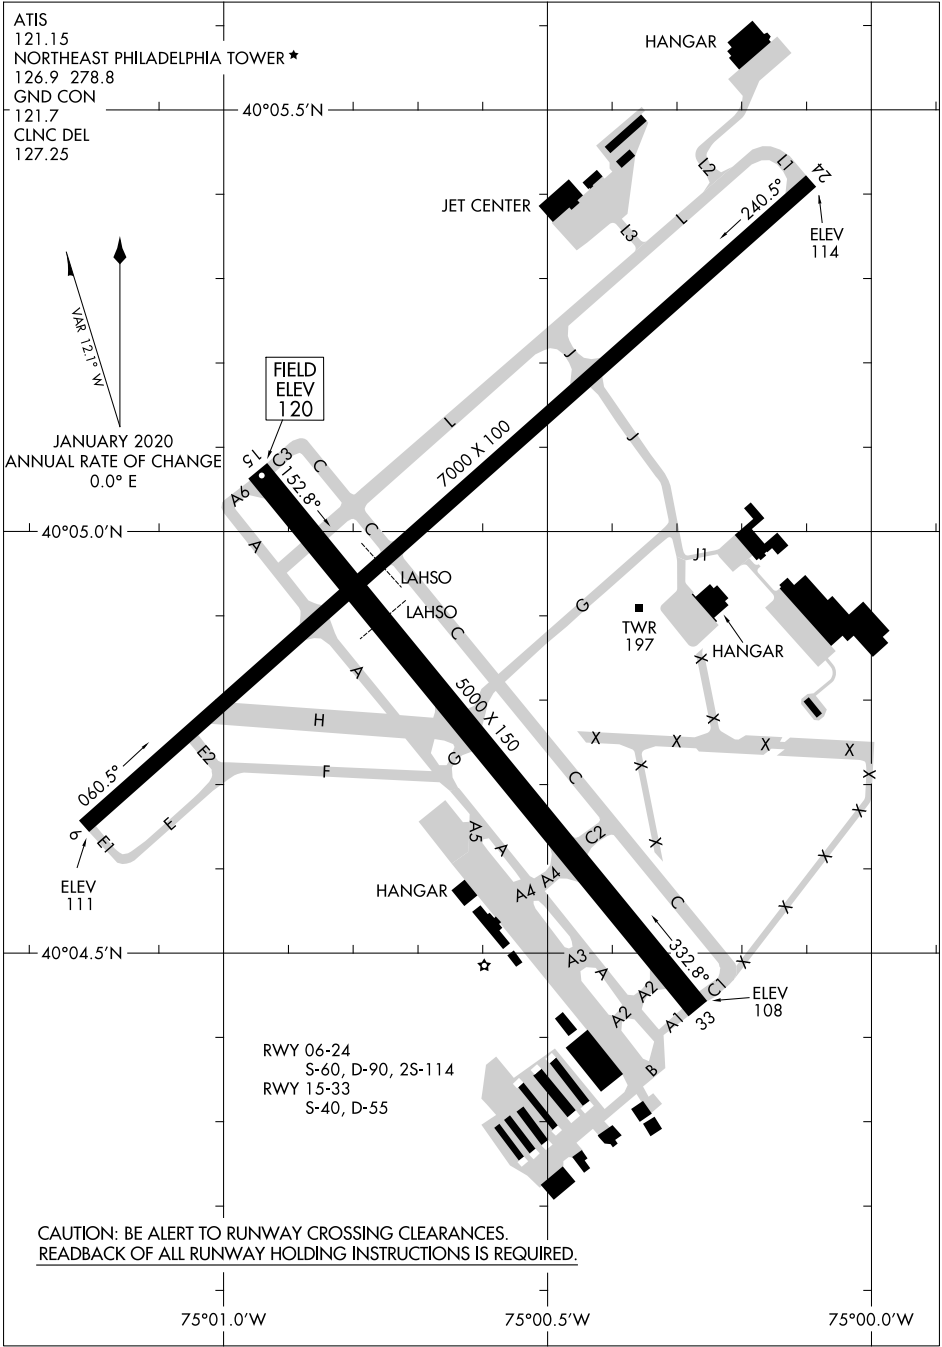 ATIS
121.15
NORTHEAST PHILADELPHIA TOWER ★
126.9 278.8
GND CON
121.7
CLNC DEL
127.25
HANGAR
40°05.5'N
L1
24
L2
JET CENTER
L
240.5°
L3
ELEV
114
VAR 12.1° W
J
FIELD
ELEV
120
L
J
JANUARY 2020
ANNUAL RATE OF CHANGE
0.0° E
7000 X 100
15
C3
C
152.8°
A6
40°05.0'N
C
A
J1
LAHSO
LAHSO
G
TWR
197
C
HANGAR
X
A
5000 X 150
H
X
X
X
X
X
E2
G
F
X
X
060.5°
C
X
9
E1
E
A5
A
C2
X
X
ELEV
111
HANGAR
A4
A4
C
X
40°04.5'N
A3
A
332.8°
X
A2
A2
C1
ELEV
108
A1
33
B
RWY 06-24
S-60, D-90, 2S-114
RWY 15-33
S-40, D-55
CAUTION: BE ALERT TO RUNWAY CROSSING CLEARANCES.
READBACK OF ALL RUNWAY HOLDING INSTRUCTIONS IS REQUIRED.
75°01.0'W
75°00.5'W
75°00.0'W